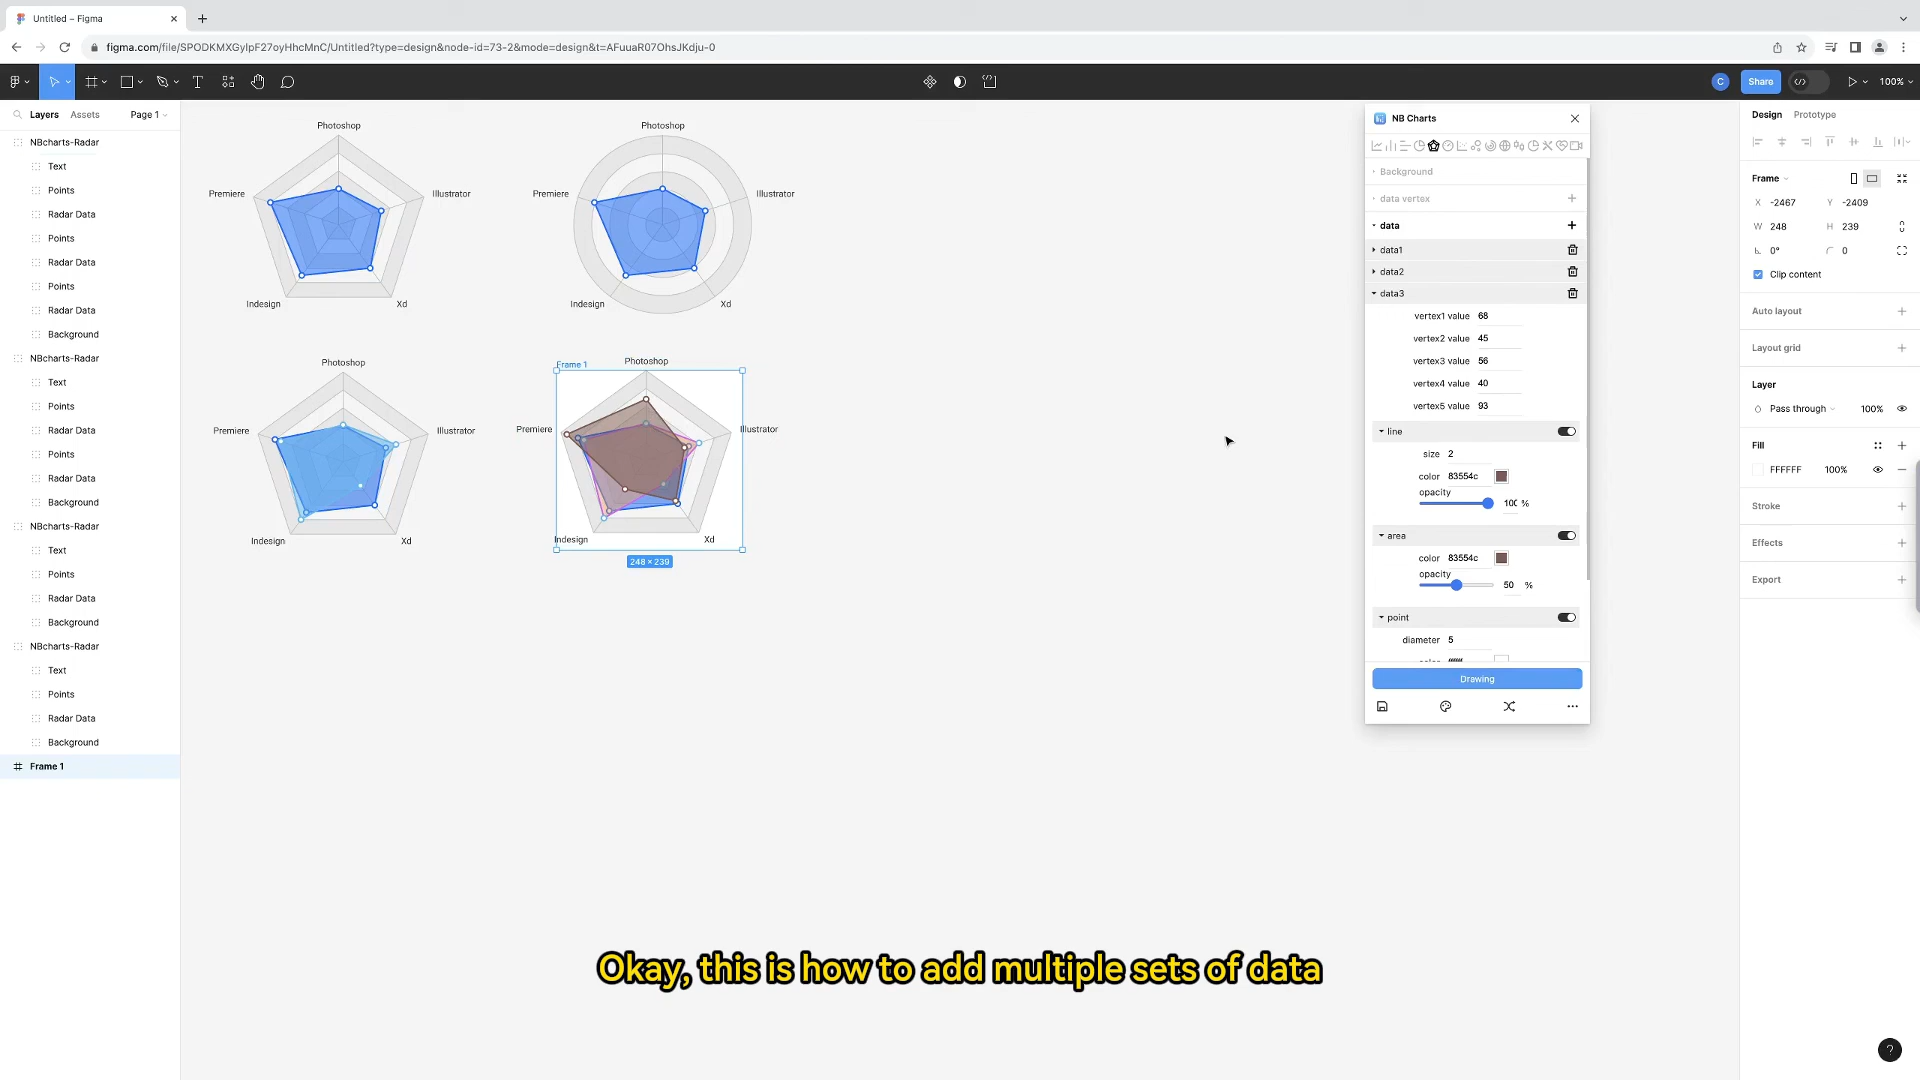 Untitled – Figma
figma.com/file/SPODKMXGylpF27oyHhcMnC/Untitled?type=design&node-id=73-2&mode=design&t=AFuuaR07OhsJKdju-0
C
Share
100%
Layers
Assets
Page 1
NBcharts-Radar
Text
Points
Radar Data
Points
Radar Data
Points
Radar Data
Background
NBcharts-Radar
Text
Points
Radar Data
Points
Radar Data
Background
NBcharts-Radar
Text
Points
Radar Data
Background
NBcharts-Radar
Text
Points
Radar Data
Background
Frame 1
Photoshop
Premiere
Illustrator
Indesign
Xd
Photoshop
Premiere
Illustrator
Indesign
Xd
Photoshop
Premiere
Illustrator
Indesign
Xd
Frame 1
Photoshop
Premiere
Illustrator
Indesign
Xd
248 × 239
NB Charts
Background
data vertex
data
data1
data2
data3
vertex1 value 68
vertex2 value 45
vertex3 value 56
vertex4 value 40
vertex5 value 93
line
size 2
color 83554c
opacity
100 %
area
color 83554c
opacity
50 %
point
diameter 5
Drawing
Design
Prototype
Frame
X -2467
Y -2409
W 248
H 239
0°
0
Clip content
Auto layout
Layout grid
Layer
Pass through
100%
Fill
FFFFFF
100%
Stroke
Effects
Export
Okay, this is how to add multiple sets of data
?